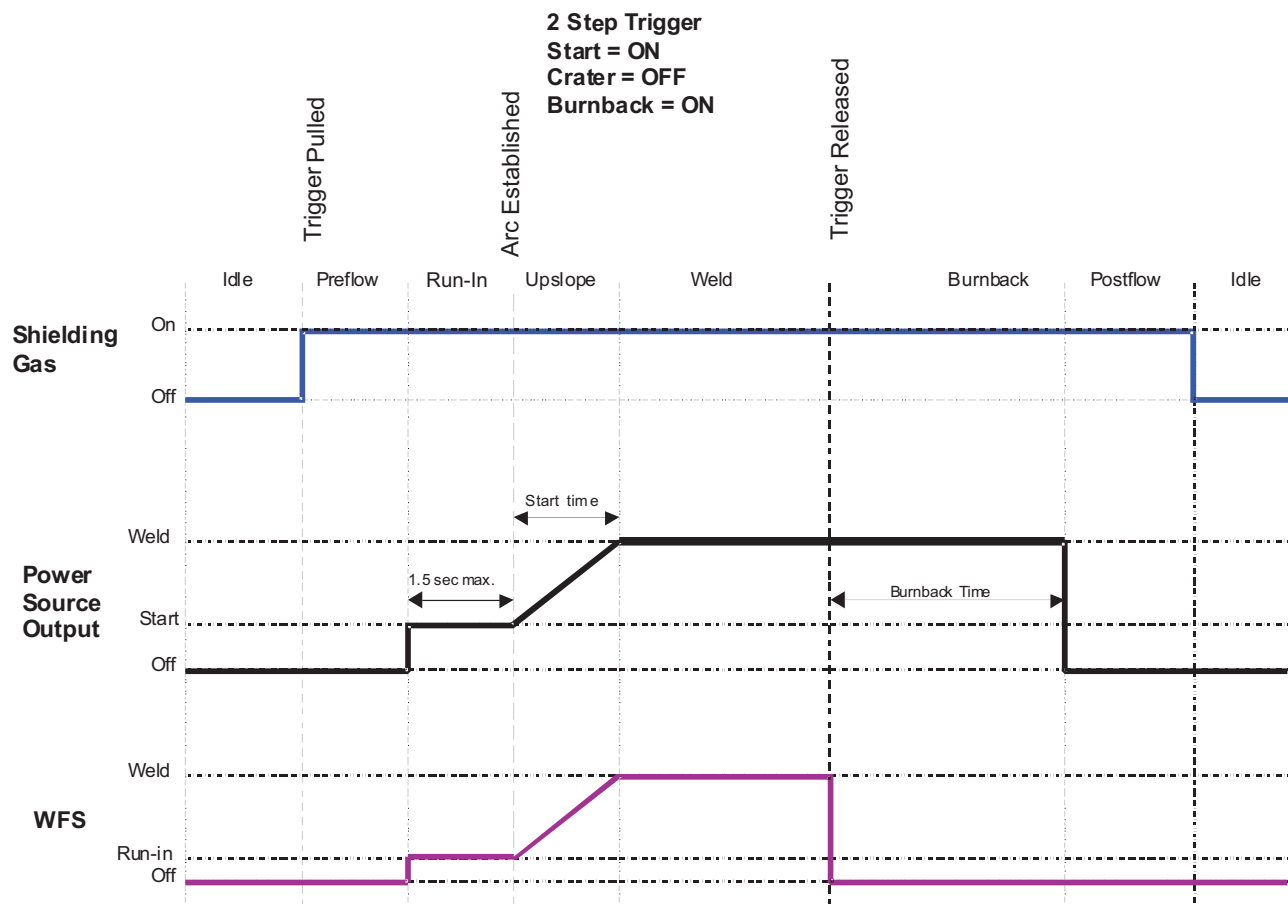 2 Step Trigger
Start = ON
Crater = OFF
Burnback = ON
Trigger Pulled
Arc Established
Trigger Released
Idle
Preflow
Run-In
Upslope
Weld
Burnback
Postflow
Idle
Shielding
Gas
On
Off
Power
Source
Output
Weld
Start
Off
Start time
1.5 sec max.
Burnback Time
WFS
Weld
Run-in
Off